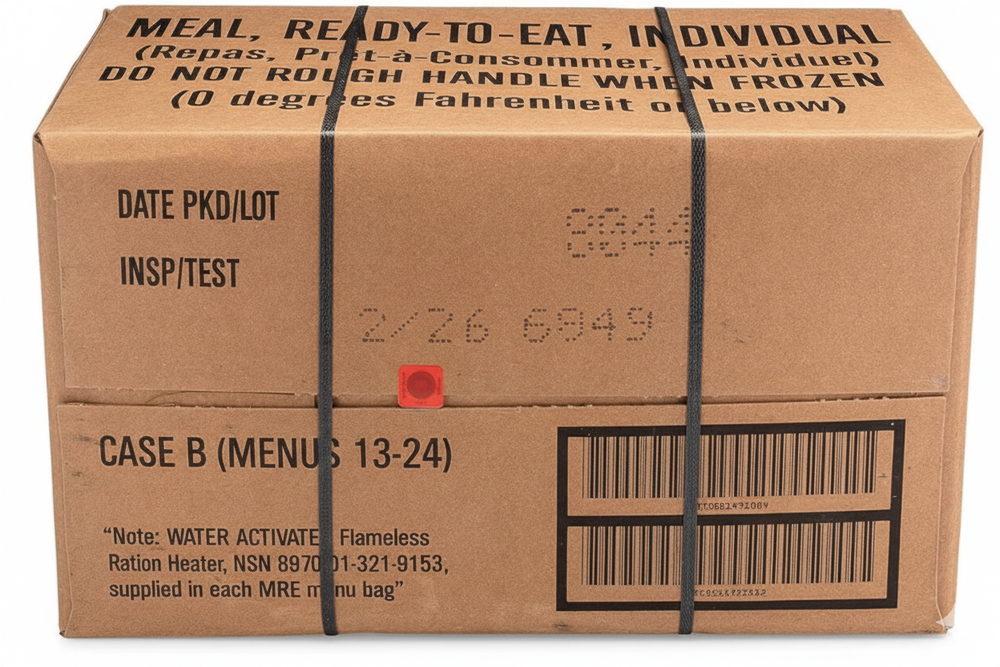 MEAL, READY-TO-EAT, INDIVIDUAL
(Repas, Prêt-à-Consommer, Individuel)
DO NOT ROUGH HANDLE WHEN FROZEN
(0 degrees Fahrenheit or below)
DATE PKD/LOT
INSP/TEST
2/26 6949
CASE B (MENUS 13-24)
“Note: WATER ACTIVATED Flameless
Ration Heater, NSN 8970-01-321-9153,
supplied in each MRE menu bag”